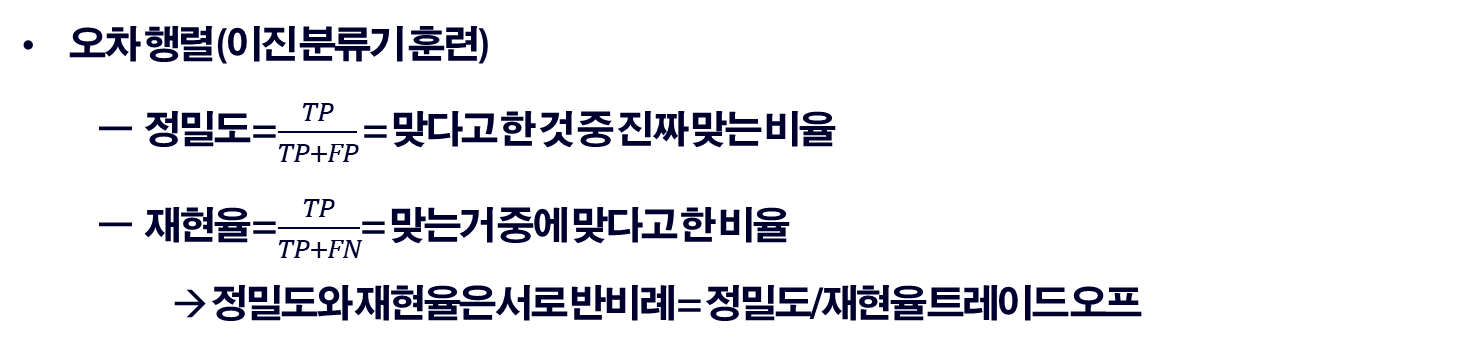 • 오차 행렬(이진 분류기 훈련)
— 정밀도=TP/TP+FP = 맞다고 한 것 중 진짜 맞는 비율
— 재현율=TP/TP+FN= 맞는거 중에 맞다고 한 비율
→ 정밀도와 재현율은 서로 반비례= 정밀도/재현율 트레이드 오프